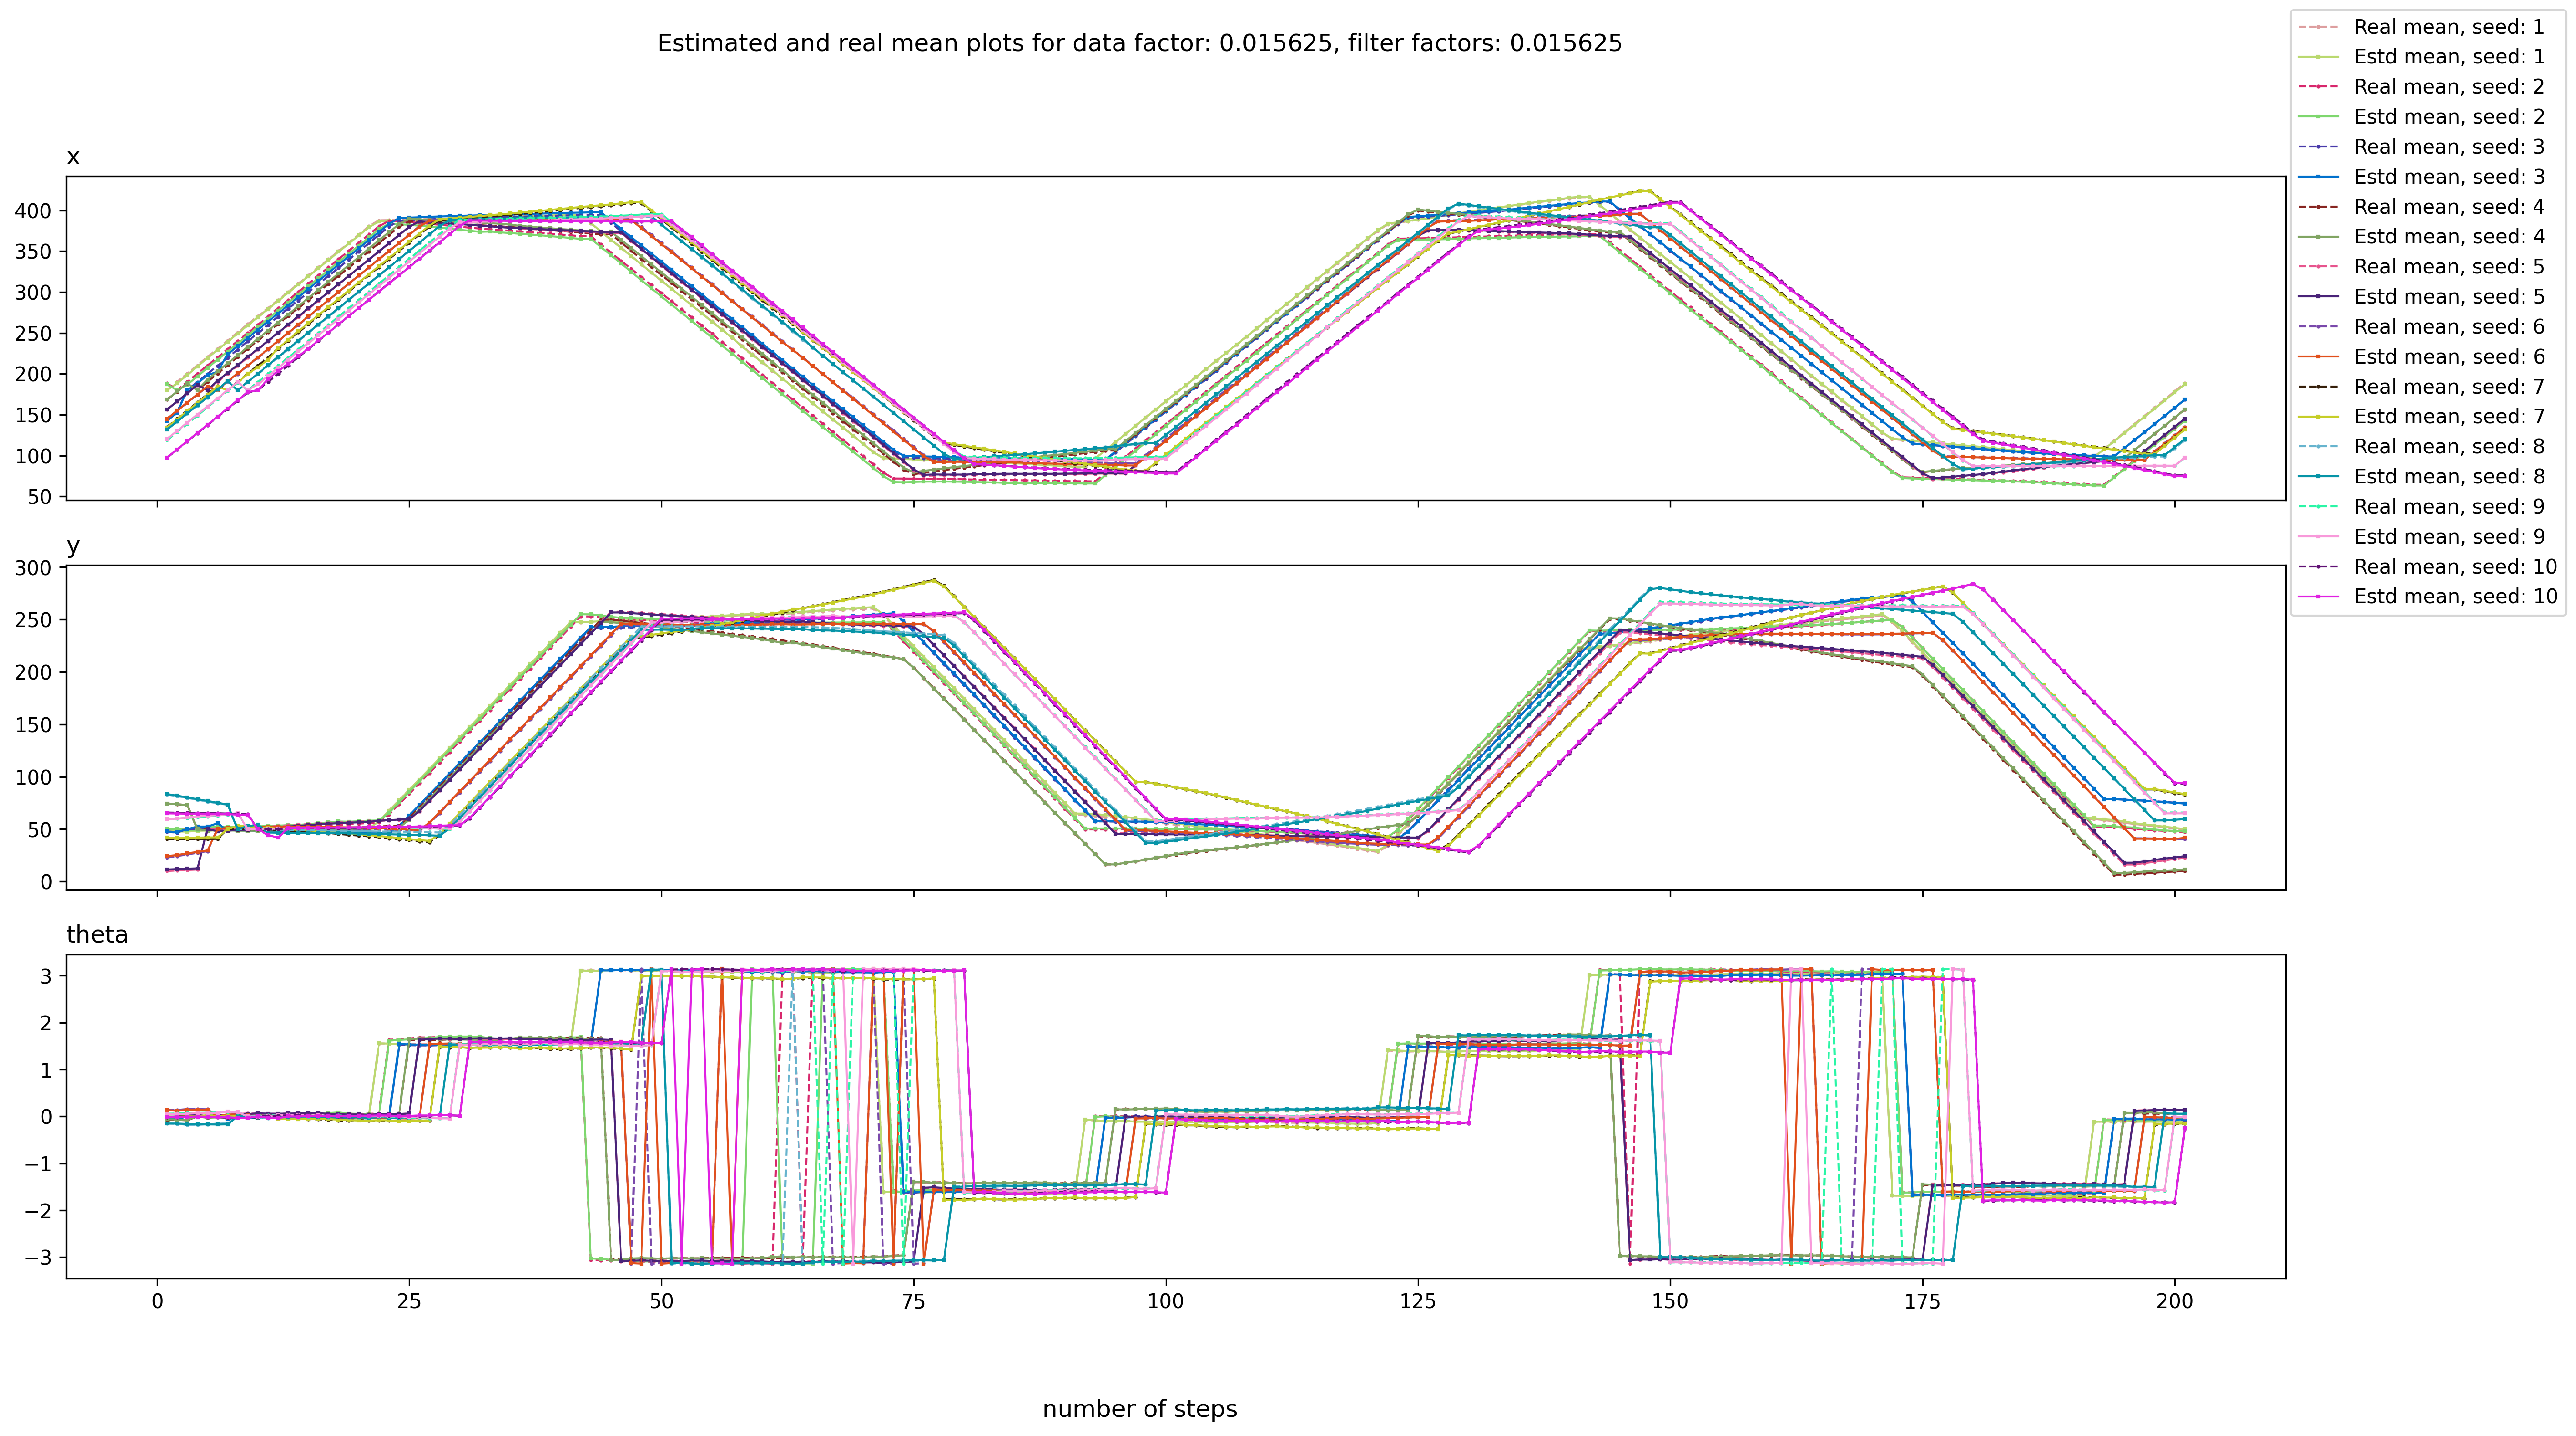 Estimated and real mean plots for data factor: 0.015625, filter factors: 0.015625
Real mean, seed: 1
Estd mean, seed: 1
Real mean, seed: 2
Estd mean, seed: 2
Real mean, seed: 3
Estd mean, seed: 3
Real mean, seed: 4
Estd mean, seed: 4
Real mean, seed: 5
Estd mean, seed: 5
Real mean, seed: 6
Estd mean, seed: 6
Real mean, seed: 7
Estd mean, seed: 7
Real mean, seed: 8
Estd mean, seed: 8
Real mean, seed: 9
Estd mean, seed: 9
Real mean, seed: 10
Estd mean, seed: 10
x
400
350
300
250
200
150
100
50
y
300
250
200
150
100
50
0
theta
3
2
1
0
−1
−2
−3
0 25 50 75 100 125 150 175 200
number of steps